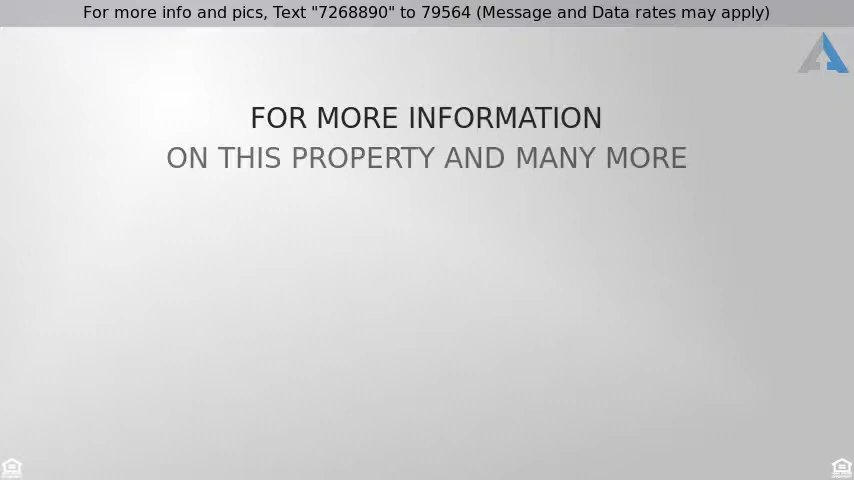 For more info and pics, Text "7268890" to 79564 (Message and Data rates may apply)
FOR MORE INFORMATION
ON THIS PROPERTY AND MANY MORE